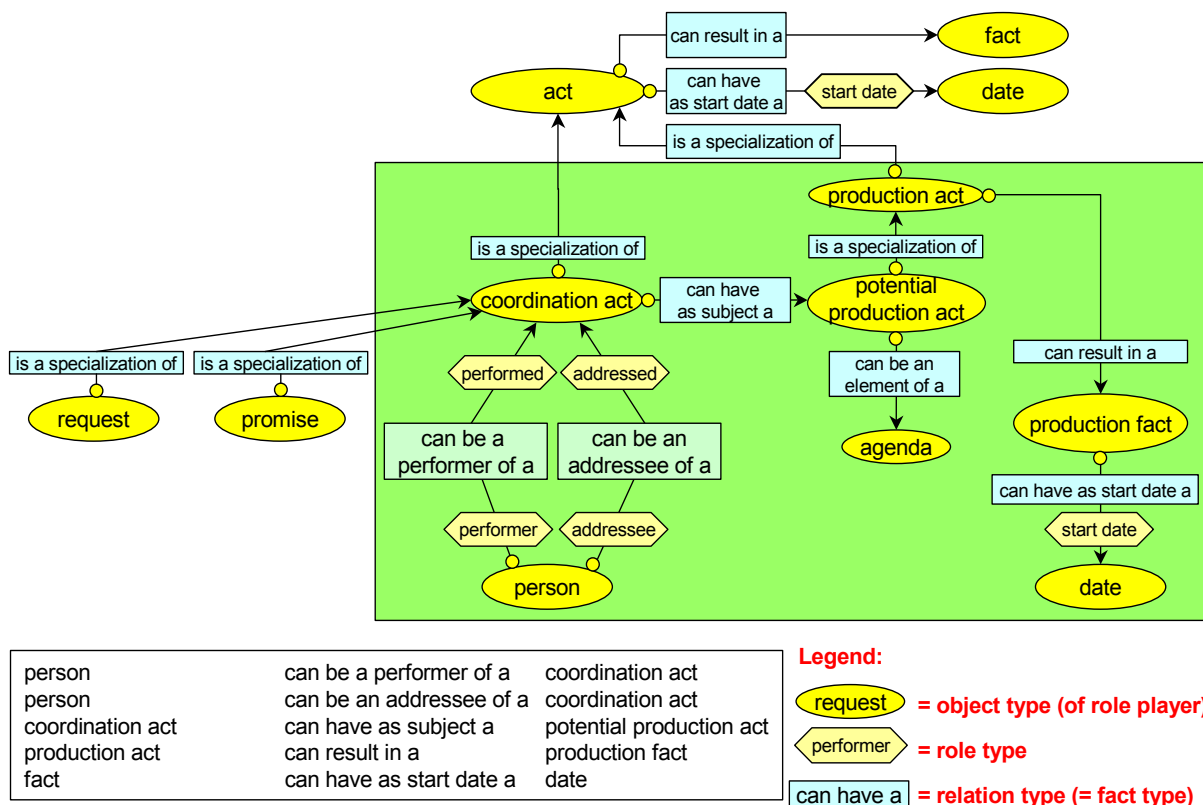 can result in a
fact
act
can have
as start date a
start date
date
is a specialization of
production act
is a specialization of
is a specialization of
coordination act
can have
as subject a
potential
production act
is a specialization of
is a specialization of
performed
addressed
can be an
element of a
can result in a
request
promise
can be a
performer of a
can be an
addressee of a
agenda
production fact
can have as start date a
performer
addressee
start date
person
date
person can be a performer of a coordination act
person can be an addressee of a coordination act
coordination act can have as subject a potential production act
production act can result in a production fact
fact can have as start date a date
Legend:
request = object type (of role player)
performer = role type
can have a = relation type (= fact type)